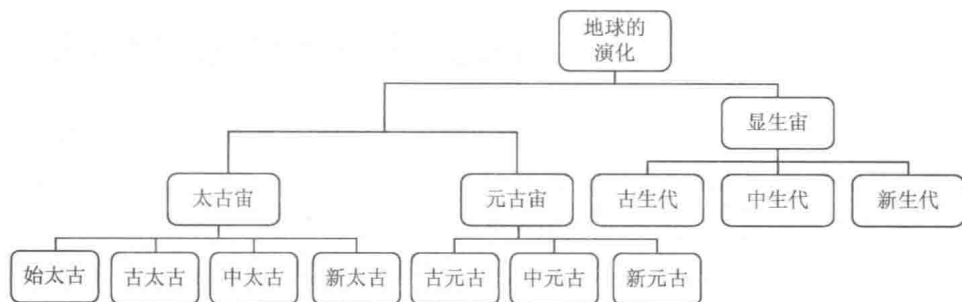 地球的
演化
显生宙
太古宙
元古宙
古生代
中生代
新生代
始太古
古太古
中太古
新太古
古元古
中元古
新元古